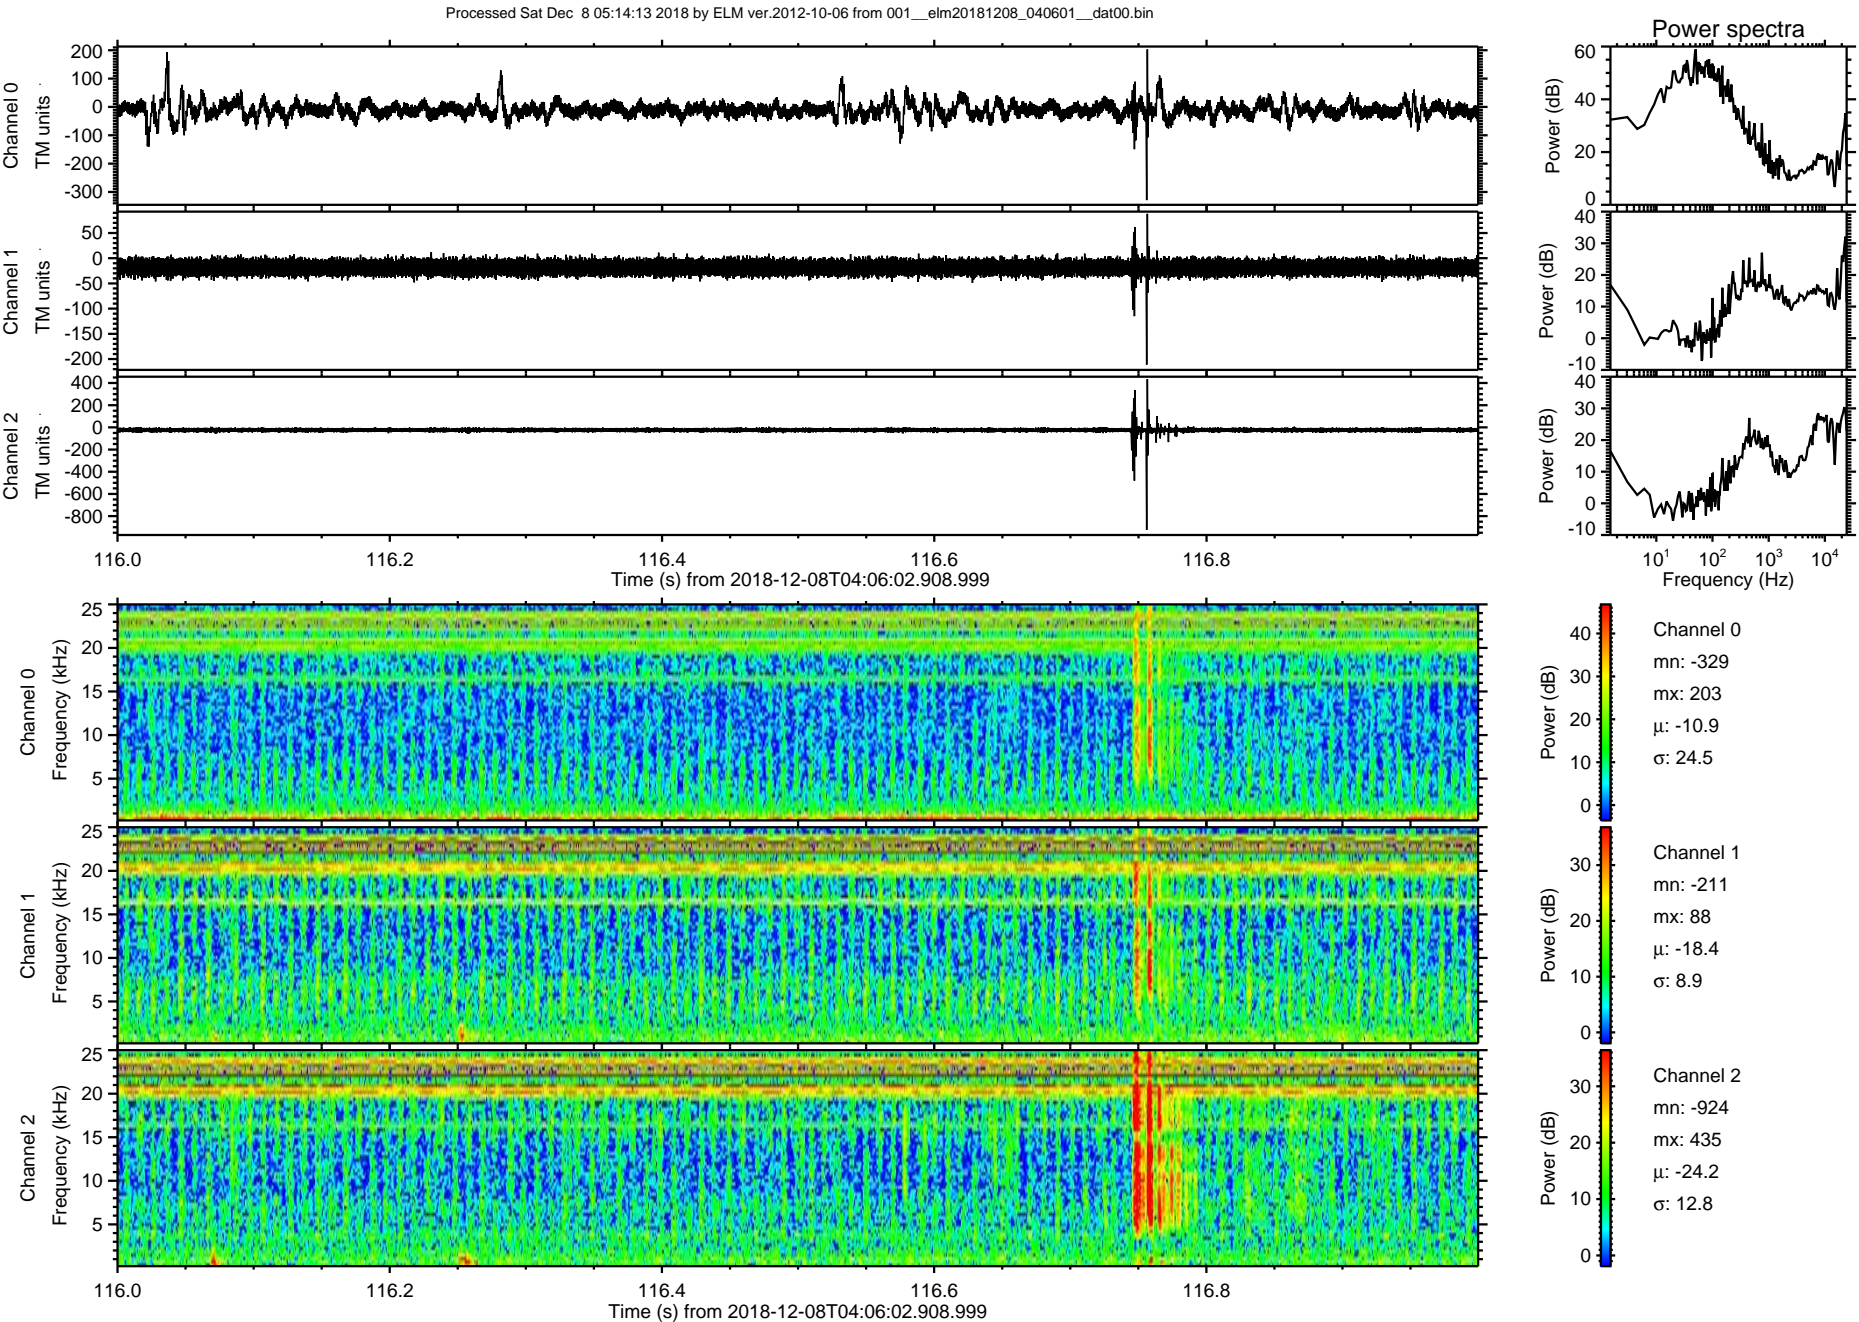 Processed Sat Dec  8 05:14:13 2018 by ELM ver.2012-10-06 from 001__elm20181208_040601__dat00.bin
Power spectra
Channel 0
TM units
200
100
0
-100
-200
-300
Power (dB)
60
40
20
0
Channel 1
TM units
50
0
-50
-100
-150
-200
Power (dB)
40
30
20
10
0
-10
Channel 2
TM units
400
200
0
-200
-400
-600
-800
Power (dB)
40
30
20
10
0
-10
116.0 116.2 116.4 116.6 116.8
Time (s) from 2018-12-08T04:06:02.908.999
10¹ 10² 10³ 10⁴
Frequency (Hz)
Channel 0
Frequency (kHz)
25
20
15
10
5
Power (dB)
40
30
20
10
0
Channel 0
mn: -329
mx: 203
μ: -10.9
σ: 24.5
Channel 1
Frequency (kHz)
25
20
15
10
5
Power (dB)
30
20
10
0
Channel 1
mn: -211
mx: 88
μ: -18.4
σ: 8.9
Channel 2
Frequency (kHz)
25
20
15
10
5
Power (dB)
30
20
10
0
Channel 2
mn: -924
mx: 435
μ: -24.2
σ: 12.8
116.0 116.2 116.4 116.6 116.8
Time (s) from 2018-12-08T04:06:02.908.999